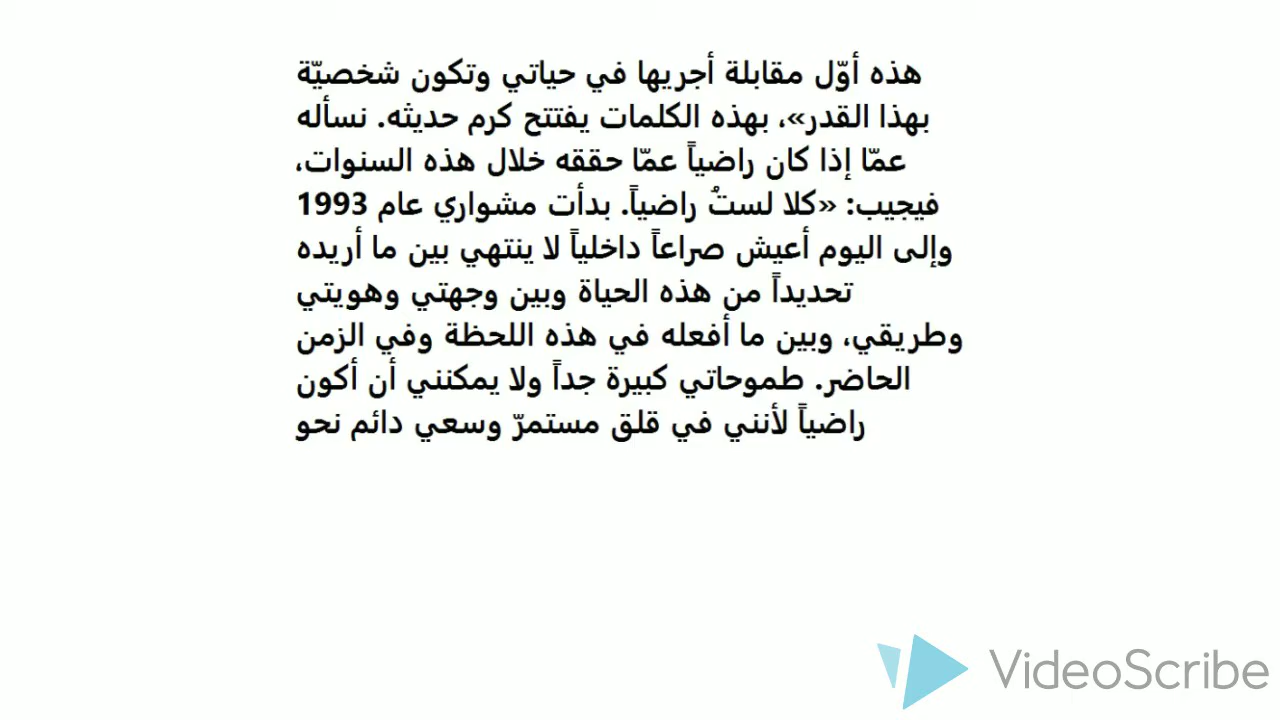 هذه أوّل مقابلة أجريها في حياتي وتكون شخصيّة
بهذا القدر»، بهذه الكلمات يفتتح كرم حديثه. نسأله
عمّا إذا كان راضياً عمّا حققه خلال هذه السنوات،
فيجيب: «كلا لستُ راضياً. بدأت مشواري عام 1993
وإلى اليوم أعيش صراعاً داخلياً لا ينتهي بين ما أريده
تحديداً من هذه الحياة وبين وجهتي وهويتي
وطريقي، وبين ما أفعله في هذه اللحظة وفي الزمن
الحاضر. طموحاتي كبيرة جداً ولا يمكنني أن أكون
راضياً لأنني في قلق مستمرّ وسعي دائم نحو
VideoScribe